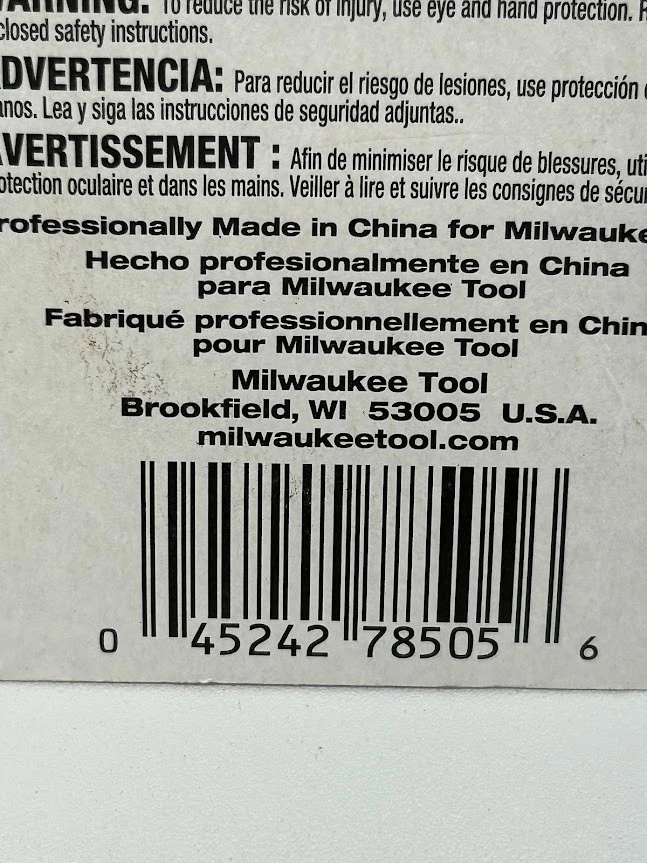 WARNING: To reduce the risk of injury, use eye and hand protection.
closed safety instructions.
DVERTENCIA: Para reducir el riesgo de lesiones, use protección
anos. Lea y siga las instrucciones de seguridad adjuntas..
VERTISSEMENT : Afin de minimiser le risque de blessures, uti
otection oculaire et dans les mains. Veiller à lire et suivre les consignes de sécu
rofessionally Made in China for Milwauke
Hecho profesionalmente en China
para Milwaukee Tool
Fabriqué professionnellement en Chin
pour Milwaukee Tool
Milwaukee Tool
Brookfield, WI 53005 U.S.A.
milwaukeetool.com
0 45242 78505 6